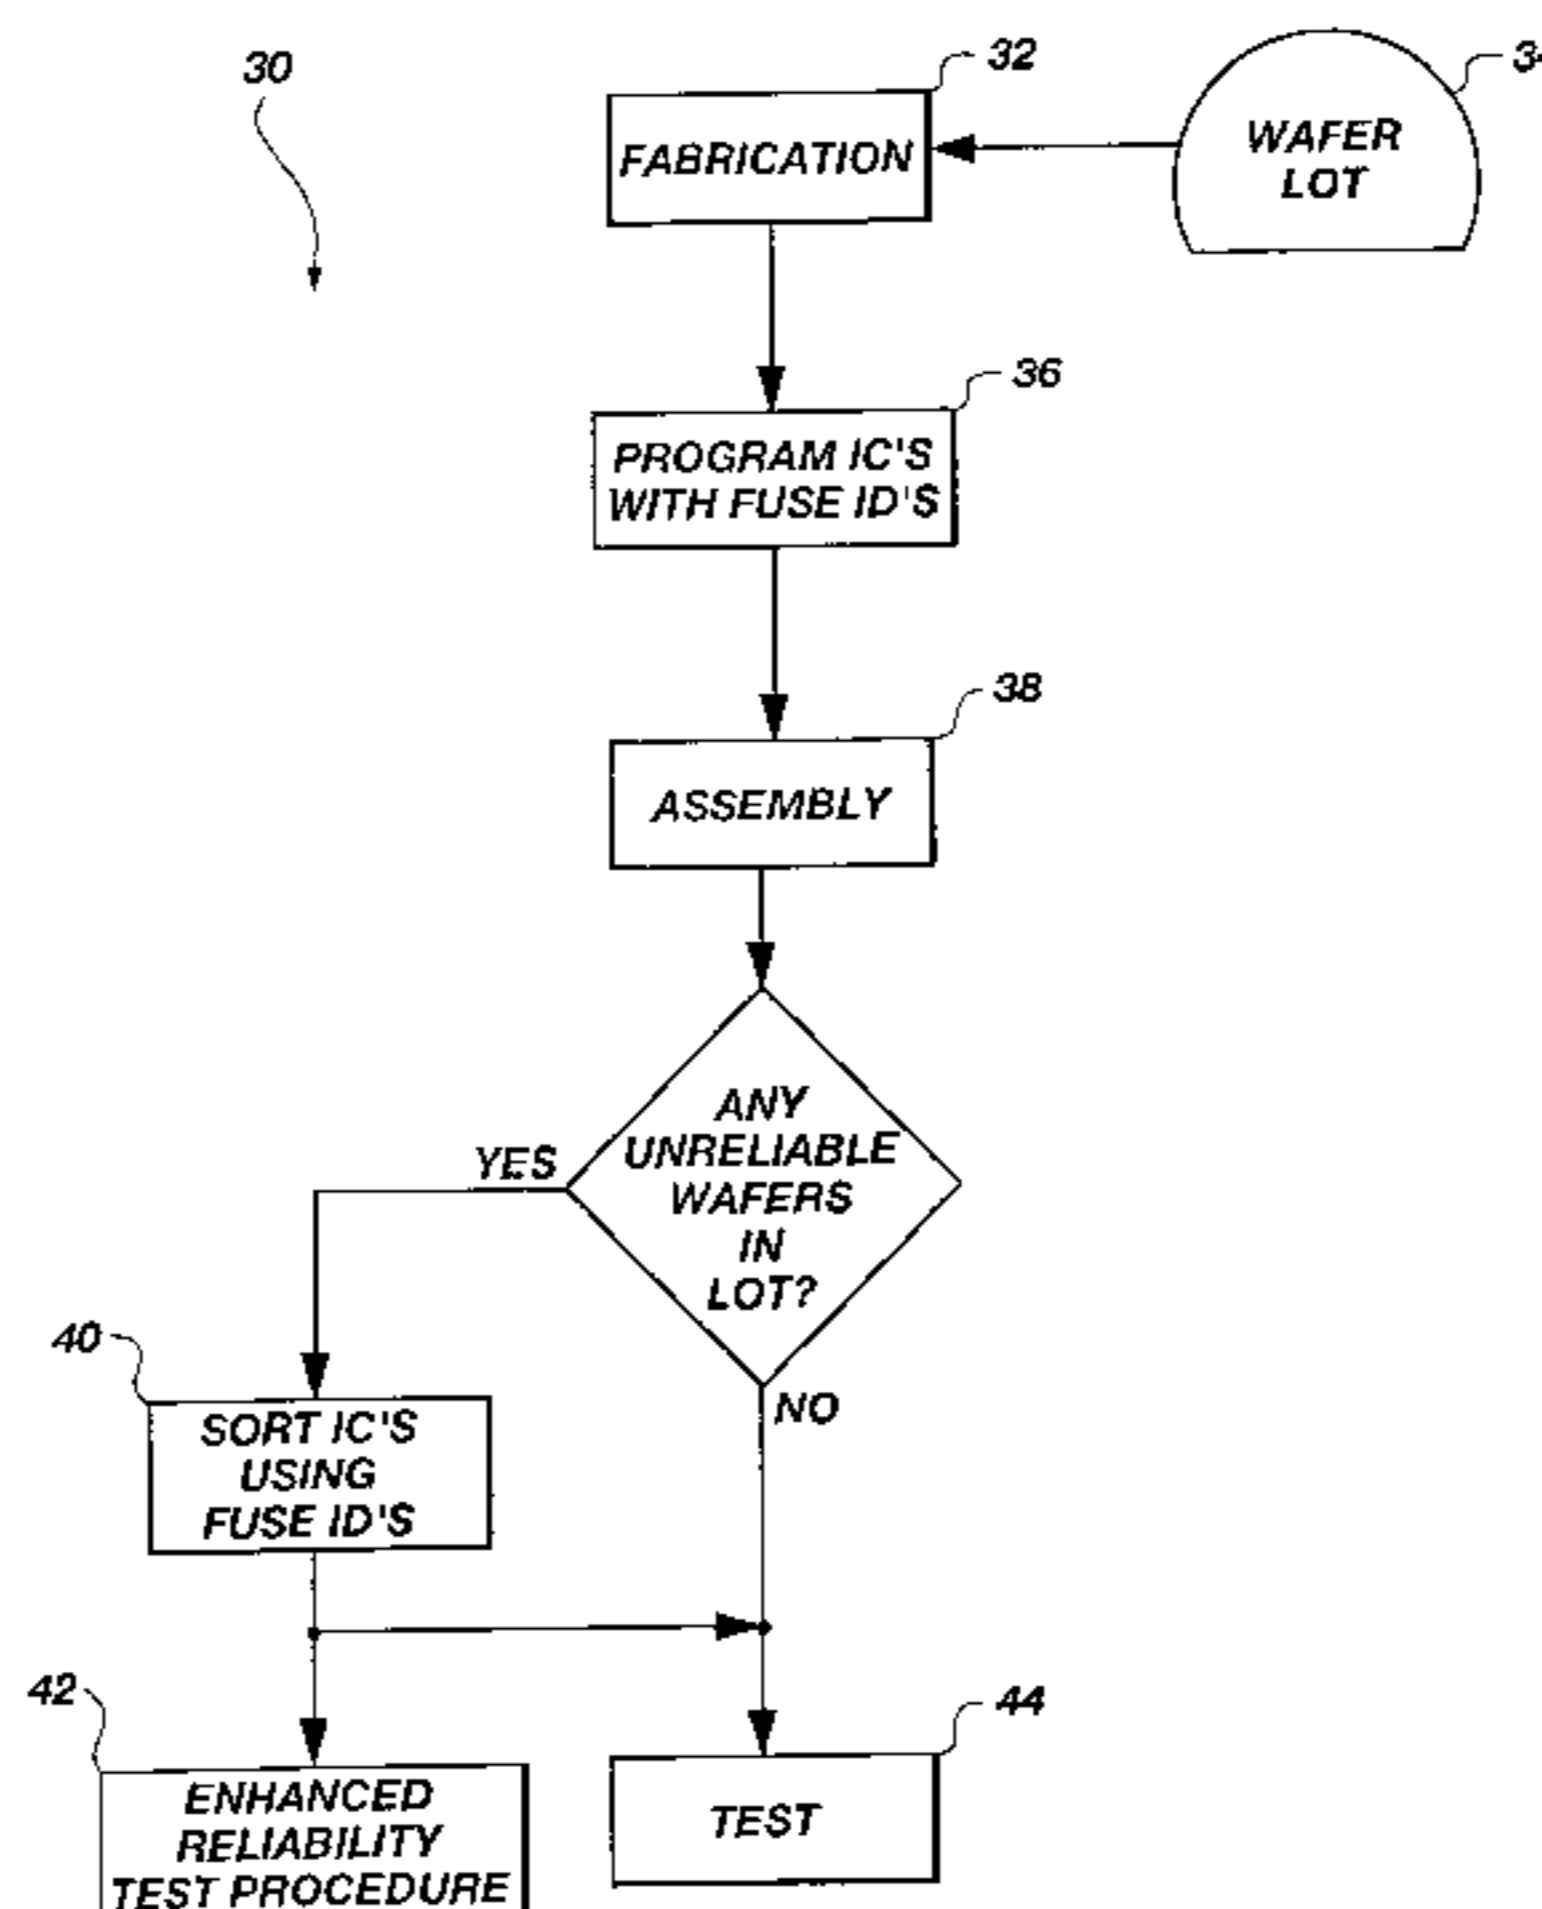 30
32
FABRICATION
WAFER
LOT
36
PROGRAM IC'S
WITH FUSE ID'S
38
ASSEMBLY
ANY
UNRELIABLE
WAFERS
IN
LOT?
YES
NO
40
SORT IC'S
USING
FUSE ID'S
42
ENHANCED
RELIABILITY
TEST PROCEDURE
44
TEST